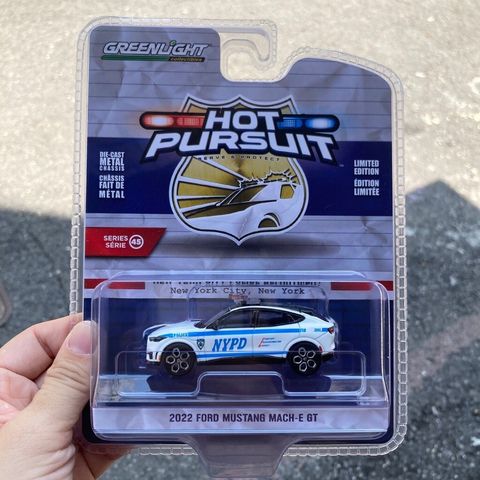 GREENLIGHT
collectibles
HOT
PURSUIT
SERVE & PROTECT
DIE-CAST
METAL
CHASSIS
CHÂSSIS
FAIT DE
MÉTAL
LIMITED
EDITION
ÉDITION
LIMITÉE
SERIES
SÉRIE
45
New York City, New York
NYPD
2022 FORD MUSTANG MACH-E GT